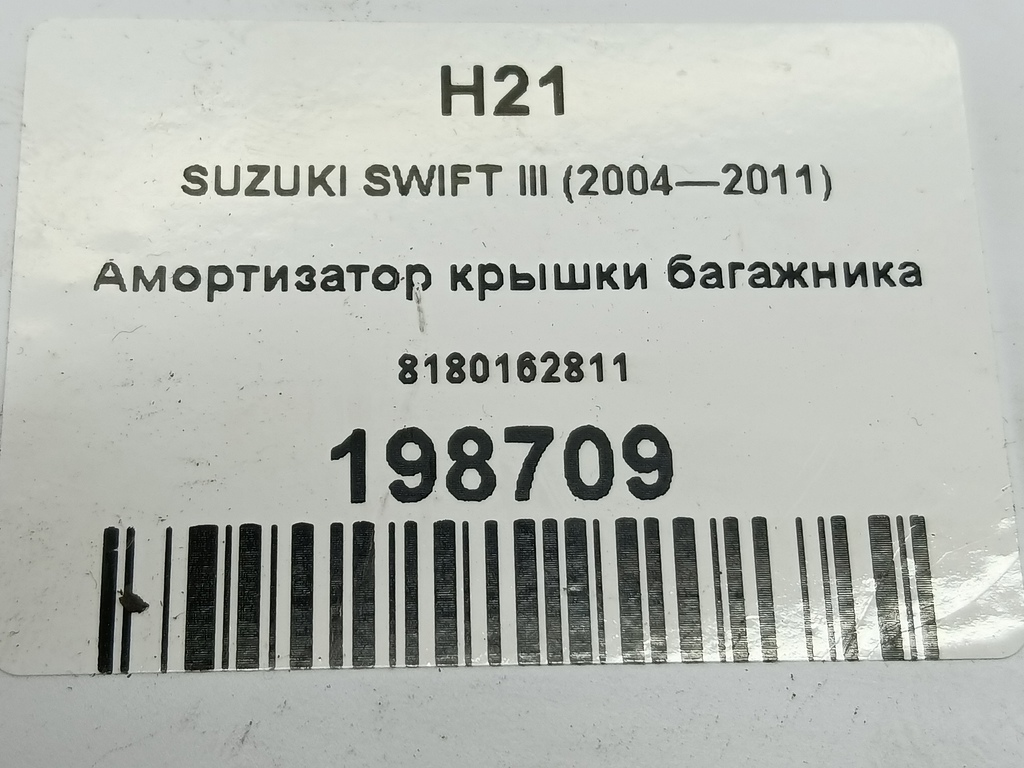 H21
SUZUKI SWIFT III (2004—2011)
Амортизатор крышки багажника
8180162811
198709